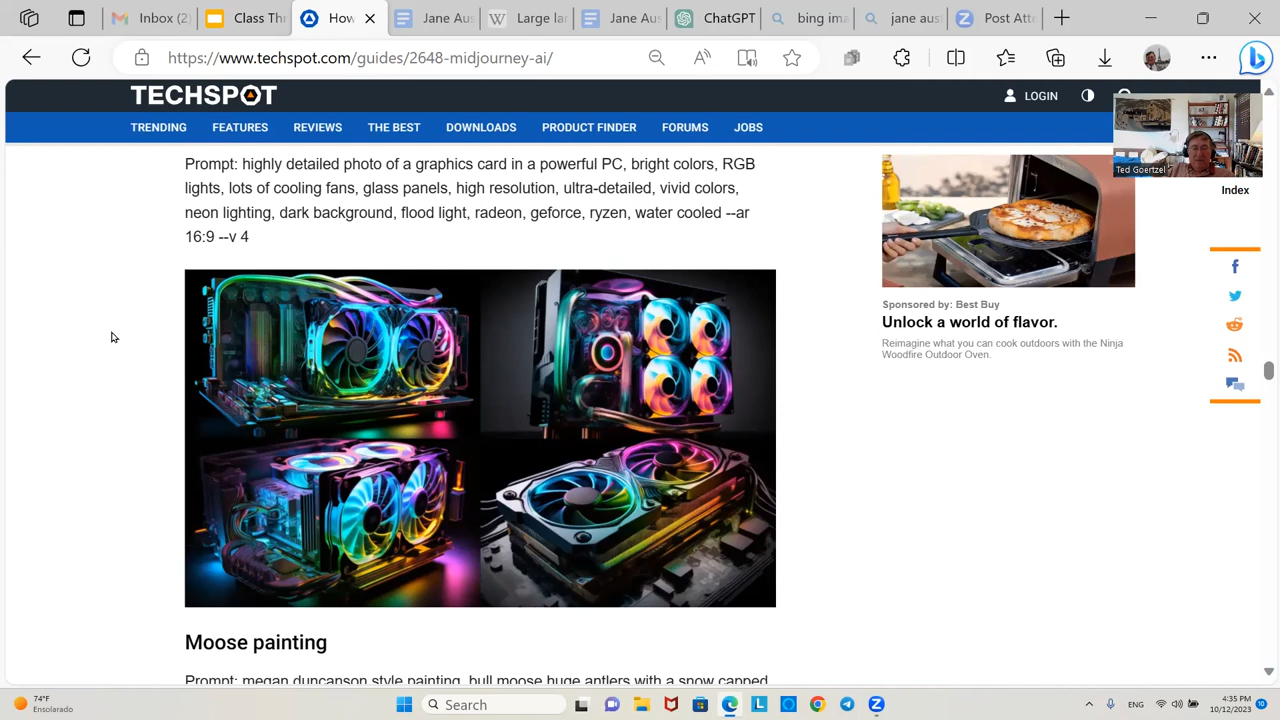 Inbox (2)
Class Thr
How
Jane Aus
Large lan
Jane Aus
ChatGPT
bing ima
jane aust
Post Atte
https://www.techspot.com/guides/2648-midjourney-ai/
TECHSPOT
LOGIN
TRENDING FEATURES REVIEWS THE BEST DOWNLOADS PRODUCT FINDER FORUMS JOBS
Prompt: highly detailed photo of a graphics card in a powerful PC, bright colors, RGB
lights, lots of cooling fans, glass panels, high resolution, ultra-detailed, vivid colors,
neon lighting, dark background, flood light, radeon, geforce, ryzen, water cooled --ar
16:9 --v 4
Ted Goertzel
Index
Sponsored by: Best Buy
Unlock a world of flavor.
Reimagine what you can cook outdoors with the Ninja
Woodfire Outdoor Oven.
Moose painting
Prompt: megan duncanson style painting, bull moose huge antlers with a snow capped
74°F
Ensolarado
Search
ENG
4:35 PM
10/12/2023
10